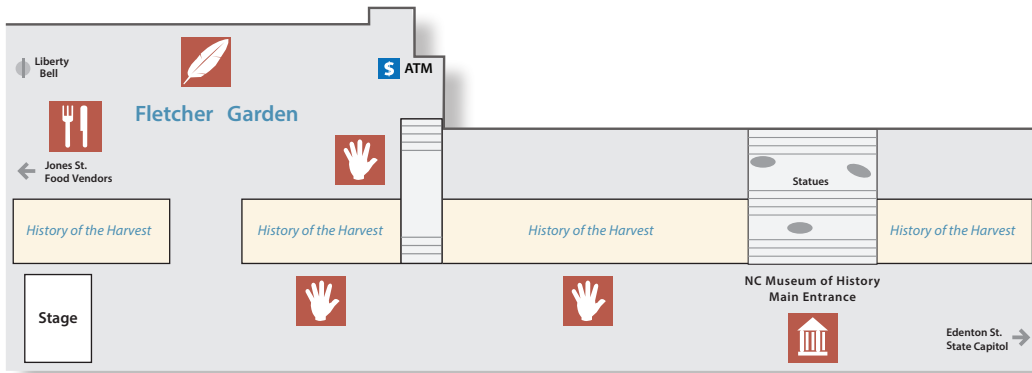 Liberty
Bell
$ ATM
Fletcher Garden
Jones St.
Food Vendors
Statues
History of the Harvest
History of the Harvest
History of the Harvest
History of the Harvest
Stage
NC Museum of History
Main Entrance
Edenton St.
State Capitol